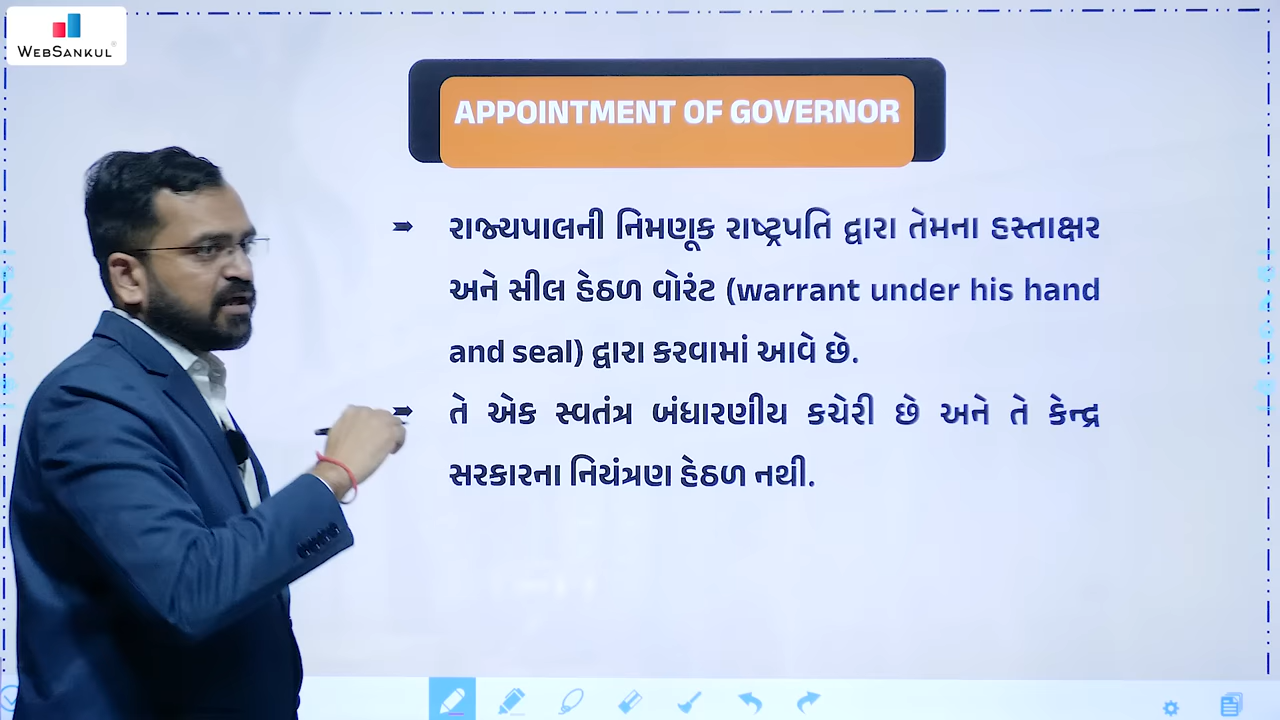 WEBSANKUL
APPOINTMENT OF GOVERNOR
➡ રાજ્યપાલની નિમણૂક રાષ્ટ્રપતિ દ્વારા તેમના હસ્તાક્ષર
અને સીલ હેઠળ વોરંટ (warrant under his hand
and seal) દ્વારા કરવામાં આવે છે.
➡ તે એક સ્વતંત્ર બંધારણીય કચેરી છે અને તે કેન્દ્ર
સરકારના નિયંત્રણ હેઠળ નથી.